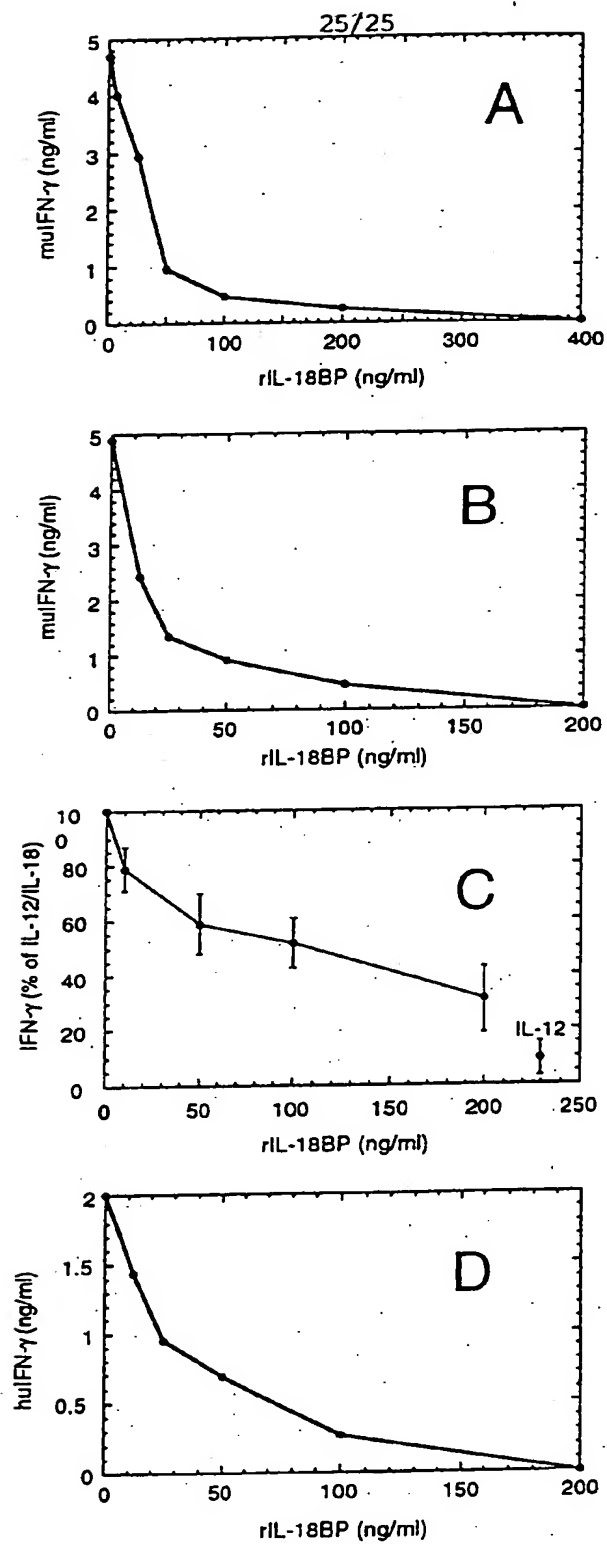 25/25
A
muIFN-γ (ng/ml)
5
4
3
2
1
0
0 100 200 300 400
rIL-18BP (ng/ml)
B
muIFN-γ (ng/ml)
5
4
3
2
1
0
0 50 100 150 200
rIL-18BP (ng/ml)
C
IFN-γ (% of IL-12/IL-18)
10
0
80
60
40
20
0
IL-12
0 50 100 150 200 250
rIL-18BP (ng/ml)
D
huIFN-γ (ng/ml)
2
1.5
1
0.5
0
0 50 100 150 200
rIL-18BP (ng/ml)